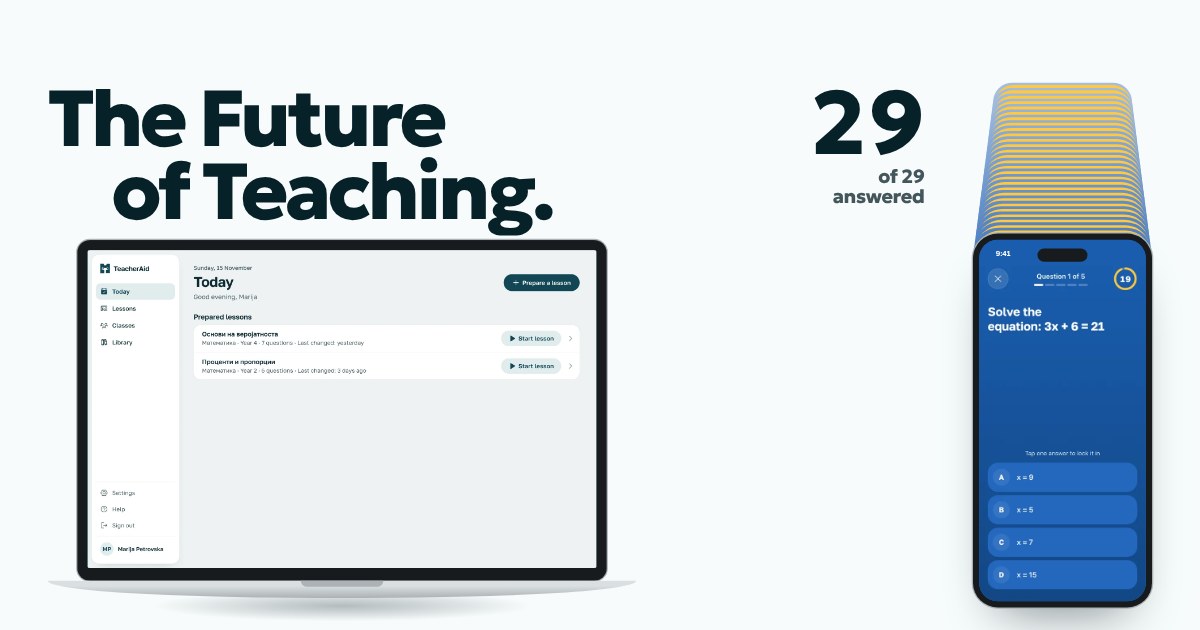 The Future
of Teaching.
29
of 29
answered
TeacherAid
Today
Lessons
Classes
Library
Settings
Help
Sign out
MP Marija Petrovska
Sunday, 15 November
Today
Good evening, Marija
+ Prepare a lesson
Prepared lessons
Основи на веројатноста
Математика · Year 4 · 7 questions · Last changed: yesterday
Start lesson
Проценти и пропорции
Математика · Year 2 · 6 questions · Last changed: 3 days ago
Start lesson
9:41
Question 1 of 5
19
Solve the
equation: 3x + 6 = 21
Tap one answer to lock it in
A x = 9
B x = 5
C x = 7
D x = 15